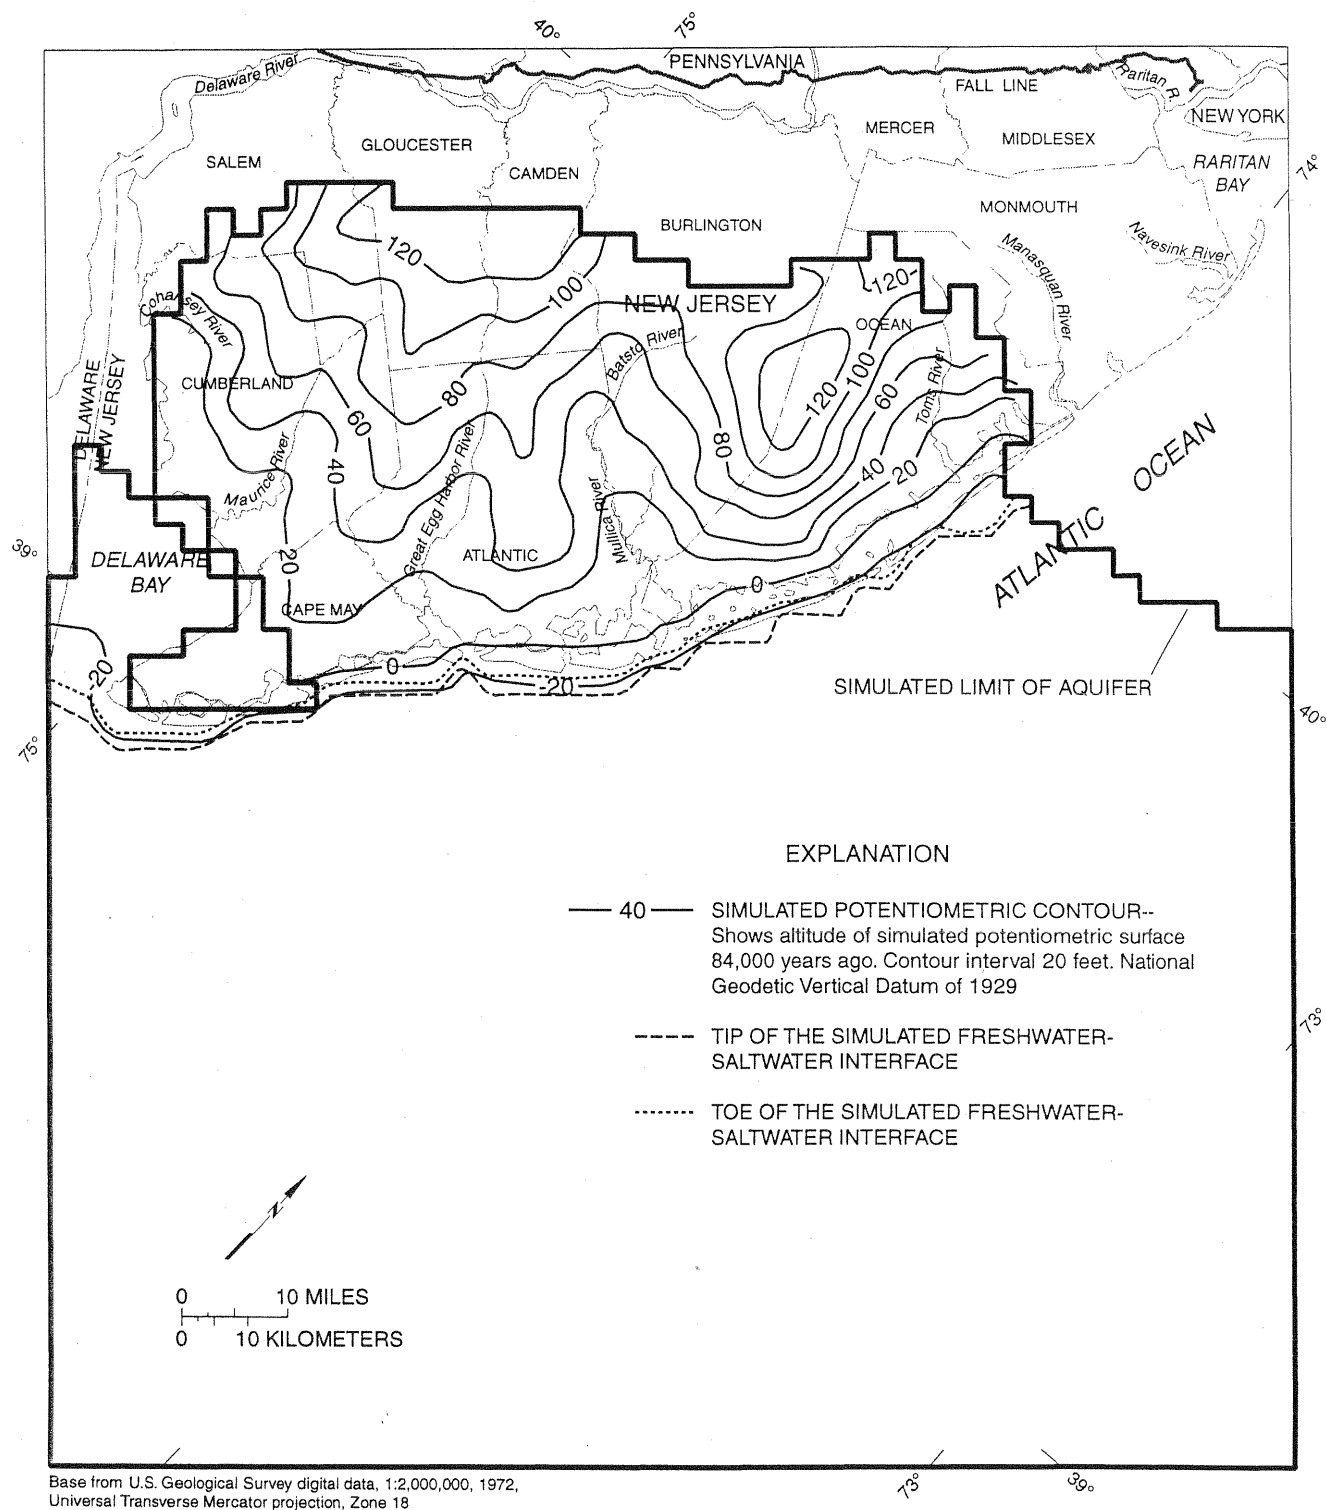 40°
75°
Delaware River
PENNSYLVANIA
FALL LINE
Raritan R.
NEW YORK
RARITAN
BAY
74°
GLOUCESTER
MERCER
MIDDLESEX
SALEM
CAMDEN
BURLINGTON
MONMOUTH
Manasquan River
Navesink River
120
100
NEW JERSEY
120
OCEAN
Cohansey River
CUMBERLAND
Batsto River
DELAWARE
NEW JERSEY
80
60
120
100
60
Toms River
80
40
20
OCEAN
ATLANTIC
40
Maurice River
Great Egg Harbor River
Mullica River
39°
DELAWARE
BAY
20
ATLANTIC
0
CAPE MAY
-20
0
-20
SIMULATED LIMIT OF AQUIFER
40°
75°
EXPLANATION
40
SIMULATED POTENTIOMETRIC CONTOUR--
Shows altitude of simulated potentiometric surface
84,000 years ago. Contour interval 20 feet. National
Geodetic Vertical Datum of 1929
73°
TIP OF THE SIMULATED FRESHWATER-
SALTWATER INTERFACE
TOE OF THE SIMULATED FRESHWATER-
SALTWATER INTERFACE
N
0 10 MILES
0 10 KILOMETERS
Base from U.S. Geological Survey digital data, 1:2,000,000, 1972,
Universal Transverse Mercator projection, Zone 18
73°
39°